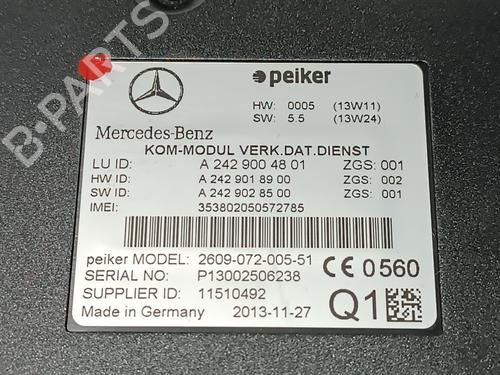 peiker
HW: 0005 (13W11)
SW: 5.5 (13W24)
Mercedes-Benz
KOM-MODUL VERK.DAT.DIENST
LU ID: A 242 900 48 01 ZGS: 001
HW ID: A 242 901 89 00 ZGS: 002
SW ID: A 242 902 85 00 ZGS: 001
IMEI: 353802050572785
peiker MODEL: 2609-072-005-51
SERIAL NO: P13002506238
CE 0560
SUPPLIER ID: 11510492
Made in Germany 2013-11-27
Q1
B-PARTS